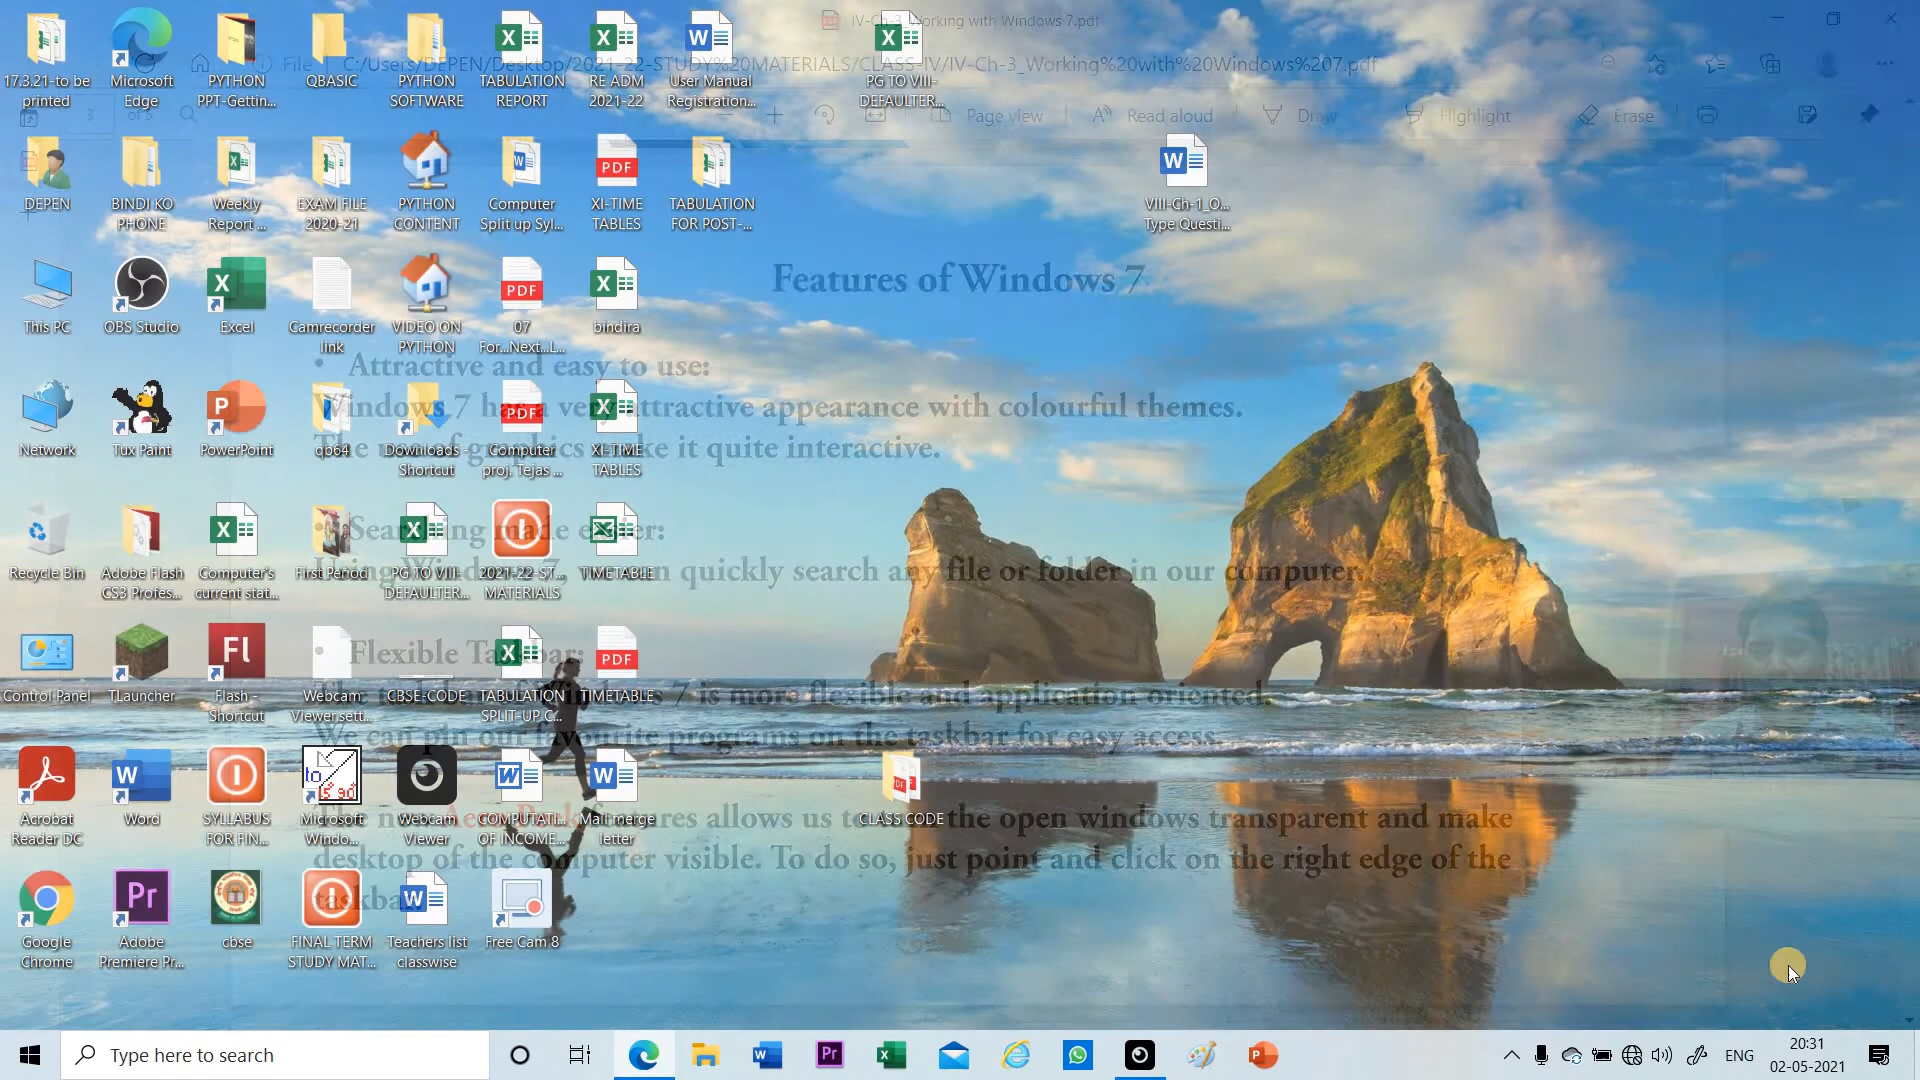 IV-Ch-3_Working with Windows 7.pdf
File | C:/Users/DEPEN/Desktop/2021-22-STUDY%20MATERIALS/CLASS-IV/IV-Ch-3_Working%20with%20Windows%207.pdf
3 of 5
Page view
Read aloud
Draw
Highlight
Erase
17.3.21-to be
printed
Microsoft
Edge
PYTHON
PPT-Gettin...
QBASIC
PYTHON
SOFTWARE
TABULATION
REPORT
RE ADM
2021-22
User Manual
Registration...
PG TO VIII-
DEFAULTER...
DEPEN
BINDI KO
PHONE
Weekly
Report ...
EXAM FILE
2020-21
PYTHON
CONTENT
Computer
Split up Syl...
XI-TIME
TABLES
TABULATION
FOR POST-...
VIII-Ch-1_O...
Type Questi...
Features of Windows 7
This PC
OBS Studio
Excel
Camrecorder
link
VIDEO ON
PYTHON
07
For...Next...L...
bindira
• Attractive and easy to use:
Windows 7 has a very attractive appearance with colourful themes.
The use of graphics make it quite interactive.
Network
Tux Paint
PowerPoint
qb64
Downloads -
Shortcut
Computer
proj. Tejas ...
XI-TIME
TABLES
• Searching made easier:
Using Windows 7, we can quickly search any file or folder in our computer.
Recycle Bin
Adobe Flash
CS3 Profes...
Computer's
current stat...
First Period
PG TO VIII-
DEFAULTER...
2021-22-ST...
MATERIALS
TIMETABLE
• Flexible Taskbar:
The taskbar of Windows 7 is more flexible and application oriented.
We can pin our favourite programs on the taskbar for easy access.
Control Panel
TLauncher
Flash -
Shortcut
Webcam
Viewer.sett...
CBSE-CODE
TABULATION
SPLIT-UP C...
TIMETABLE
The new Aero Peek features allows us to make the open windows transparent and make
desktop of the computer visible. To do so, just point and click on the right edge of the
taskbar.
Acrobat
Reader DC
Word
SYLLABUS
FOR FIN...
Microsoft
Windo...
Webcam
Viewer
COMPUTATI...
OF INCOME...
Mail merge
letter
CLASS CODE
Google
Chrome
Adobe
Premiere Pr...
cbse
FINAL TERM
STUDY MAT...
Teachers list
classwise
Free Cam 8
Type here to search
ENG
20:31
02-05-2021